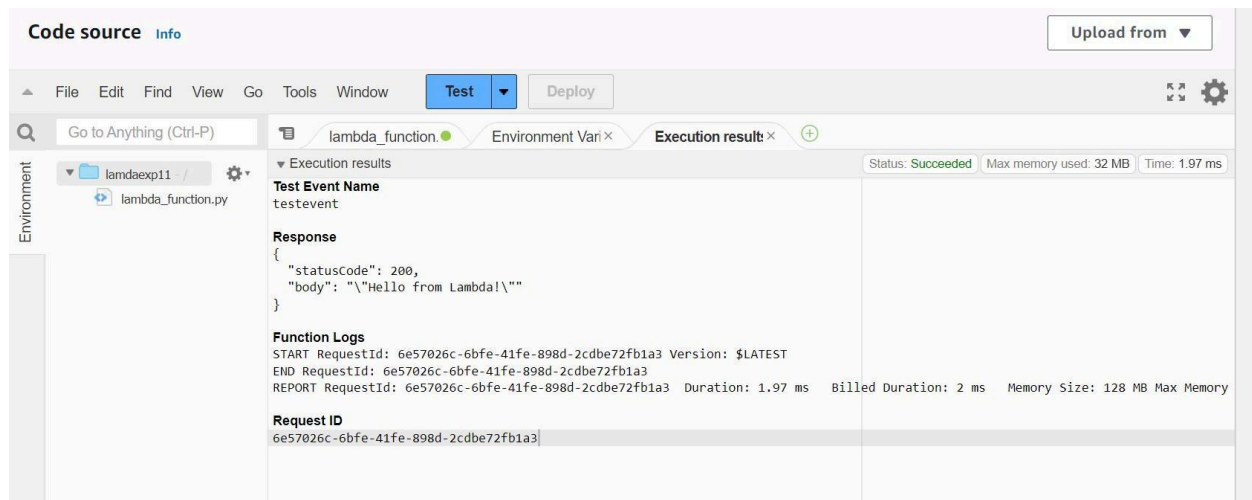 Code source Info
Upload from
File Edit Find View Go Tools Window Test Deploy
Go to Anything (Ctrl-P)
lambda_function. Environment Vari Execution results
Environment
lamdaexp11 - /
lambda_function.py
Execution results
Status: Succeeded Max memory used: 32 MB Time: 1.97 ms
Test Event Name
testevent
Response
{
"statusCode": 200,
"body": "\"Hello from Lambda!\""
}
Function Logs
START RequestId: 6e57026c-6bfe-41fe-898d-2cdbe72fb1a3 Version: $LATEST
END RequestId: 6e57026c-6bfe-41fe-898d-2cdbe72fb1a3
REPORT RequestId: 6e57026c-6bfe-41fe-898d-2cdbe72fb1a3 Duration: 1.97 ms Billed Duration: 2 ms Memory Size: 128 MB Max Memory
Request ID
6e57026c-6bfe-41fe-898d-2cdbe72fb1a3